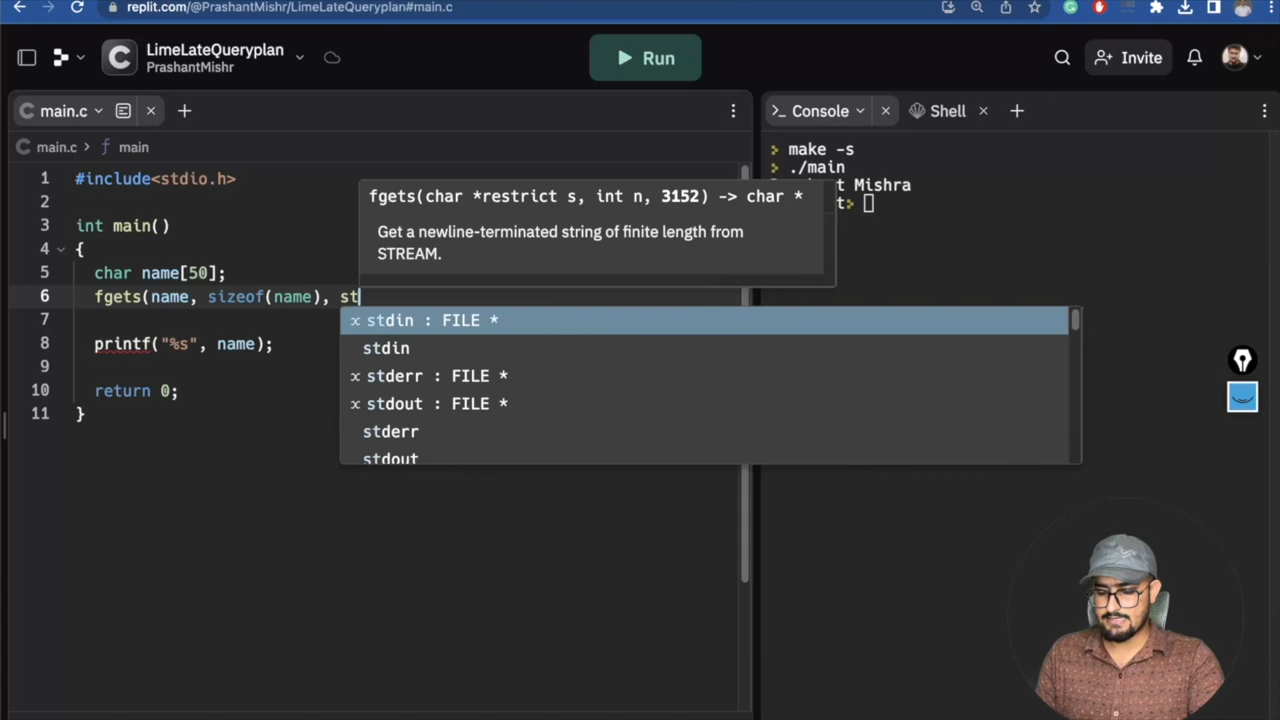 replit.com/@PrashantMishr/LimeLateQueryplan#main.c
LimeLateQueryplan
PrashantMishr
Run
Invite
main.c
main.c > f main
1 #include<stdio.h>
2
3 int main()
4 {
5 char name[50];
6 fgets(name, sizeof(name), st
7
8 printf("%s", name);
9
10 return 0;
11 }
fgets(char *restrict s, int n, 3152) -> char *
Get a newline-terminated string of finite length from
STREAM.
x stdin : FILE *
stdin
x stderr : FILE *
x stdout : FILE *
stderr
stdout
>_ Console
Shell
> make -s
> ./main
t Mishra
t>